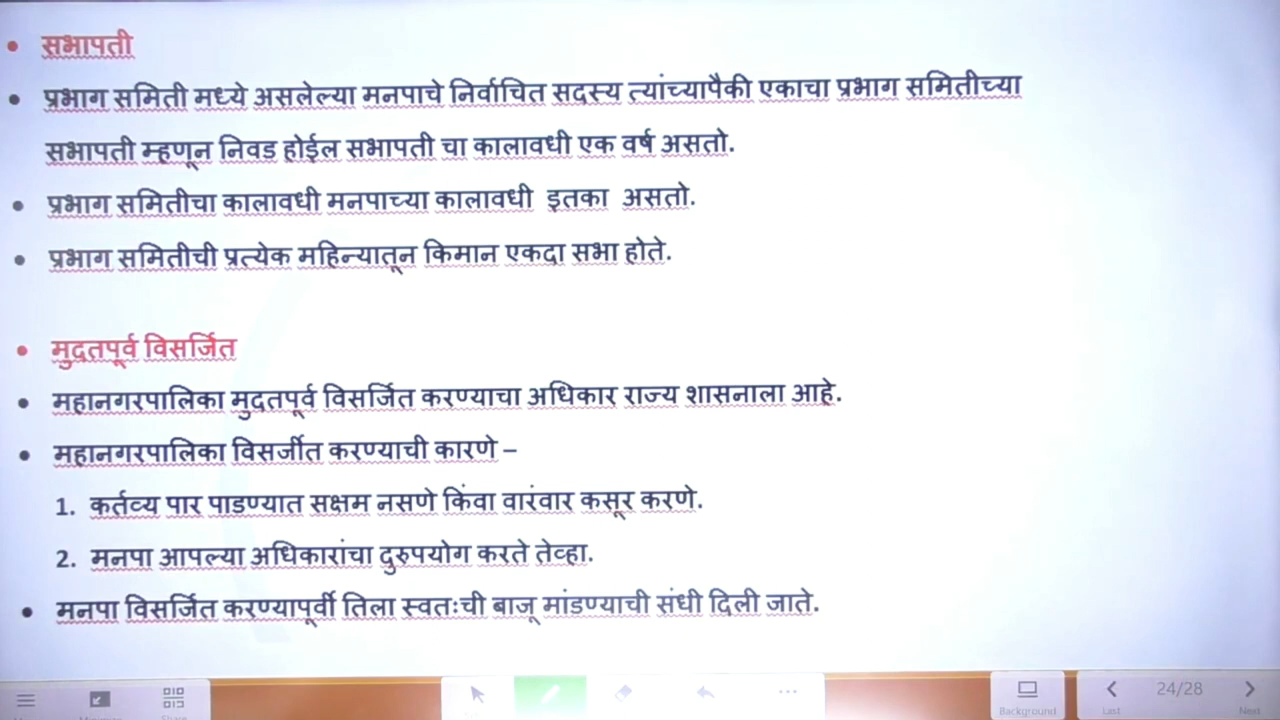 • सभापती
• प्रभाग समिती मध्ये असलेल्या मनपाचे निर्वाचित सदस्य त्यांच्यापैकी एकाचा प्रभाग समितीच्या
सभापती म्हणून निवड होईल सभापती चा कालावधी एक वर्ष असतो.
• प्रभाग समितीचा कालावधी मनपाच्या कालावधी इतका असतो.
• प्रभाग समितीची प्रत्येक महिन्यातून किमान एकदा सभा होते.
• मुदतपूर्व विसर्जित
• महानगरपालिका मुदतपूर्व विसर्जित करण्याचा अधिकार राज्य शासनाला आहे.
• महानगरपालिका विसर्जीत करण्याची कारणे –
1. कर्तव्य पार पाडण्यात सक्षम नसणे किंवा वारंवार कसूर करणे.
2. मनपा आपल्या अधिकारांचा दुरुपयोग करते तेव्हा.
• मनपा विसर्जित करण्यापूर्वी तिला स्वतःची बाजू मांडण्याची संधी दिली जाते.
24/28
Background Last Next